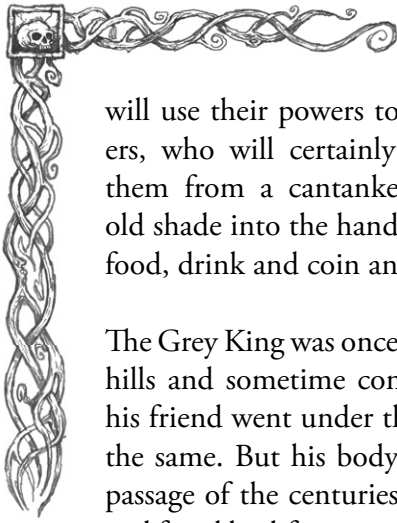 will use their powers to
ers, who will certainly
them from a cantanke
old shade into the hand
food, drink and coin an
The Grey King was once
hills and sometime con
his friend went under th
the same. But his body
passage of the centuries